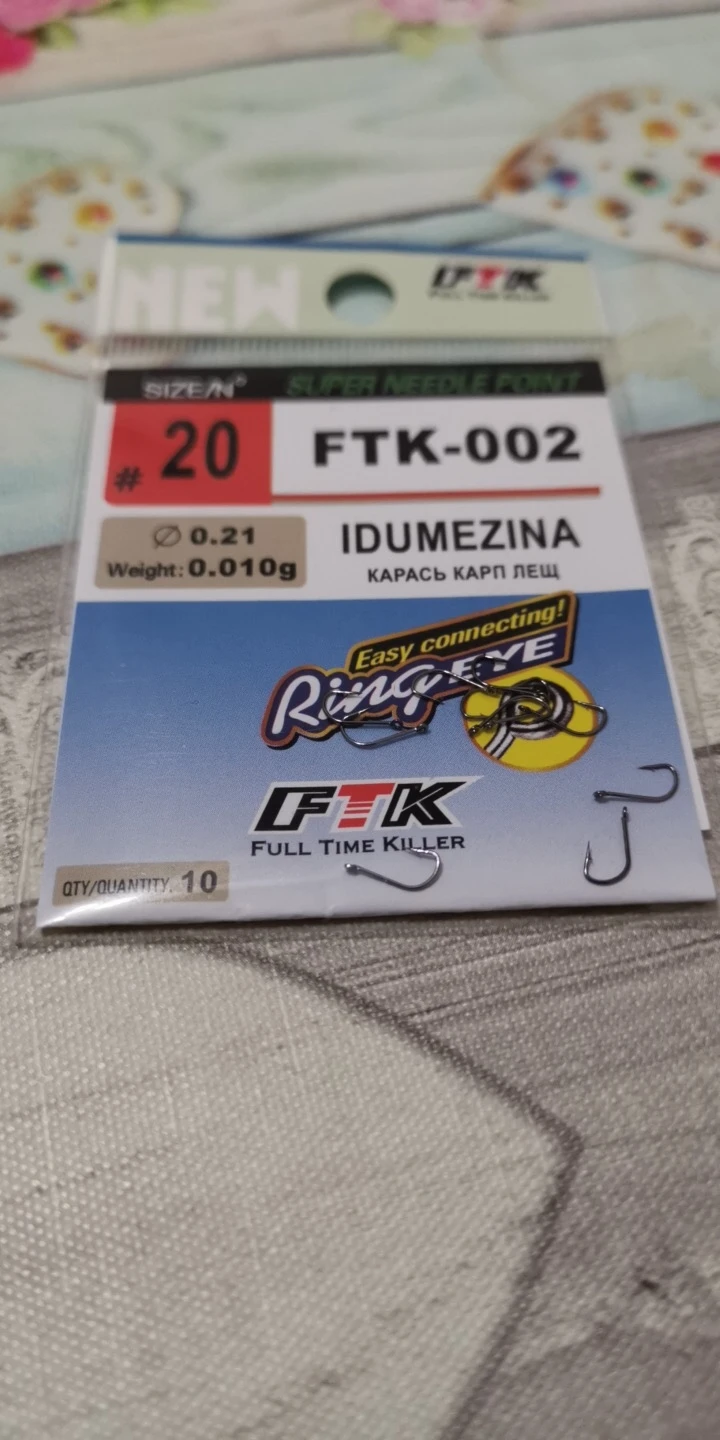 NEW
FTK
FULL TIME KILLER
SIZE/N°
SUPER NEEDLE POINT
# 20
FTK-002
Ø 0.21
Weight: 0.010g
IDUMEZINA
КАРАСЬ КАРП ЛЕЩ
Easy connecting!
Ring EYE
FTK
FULL TIME KILLER
QTY/QUANTITY. 10